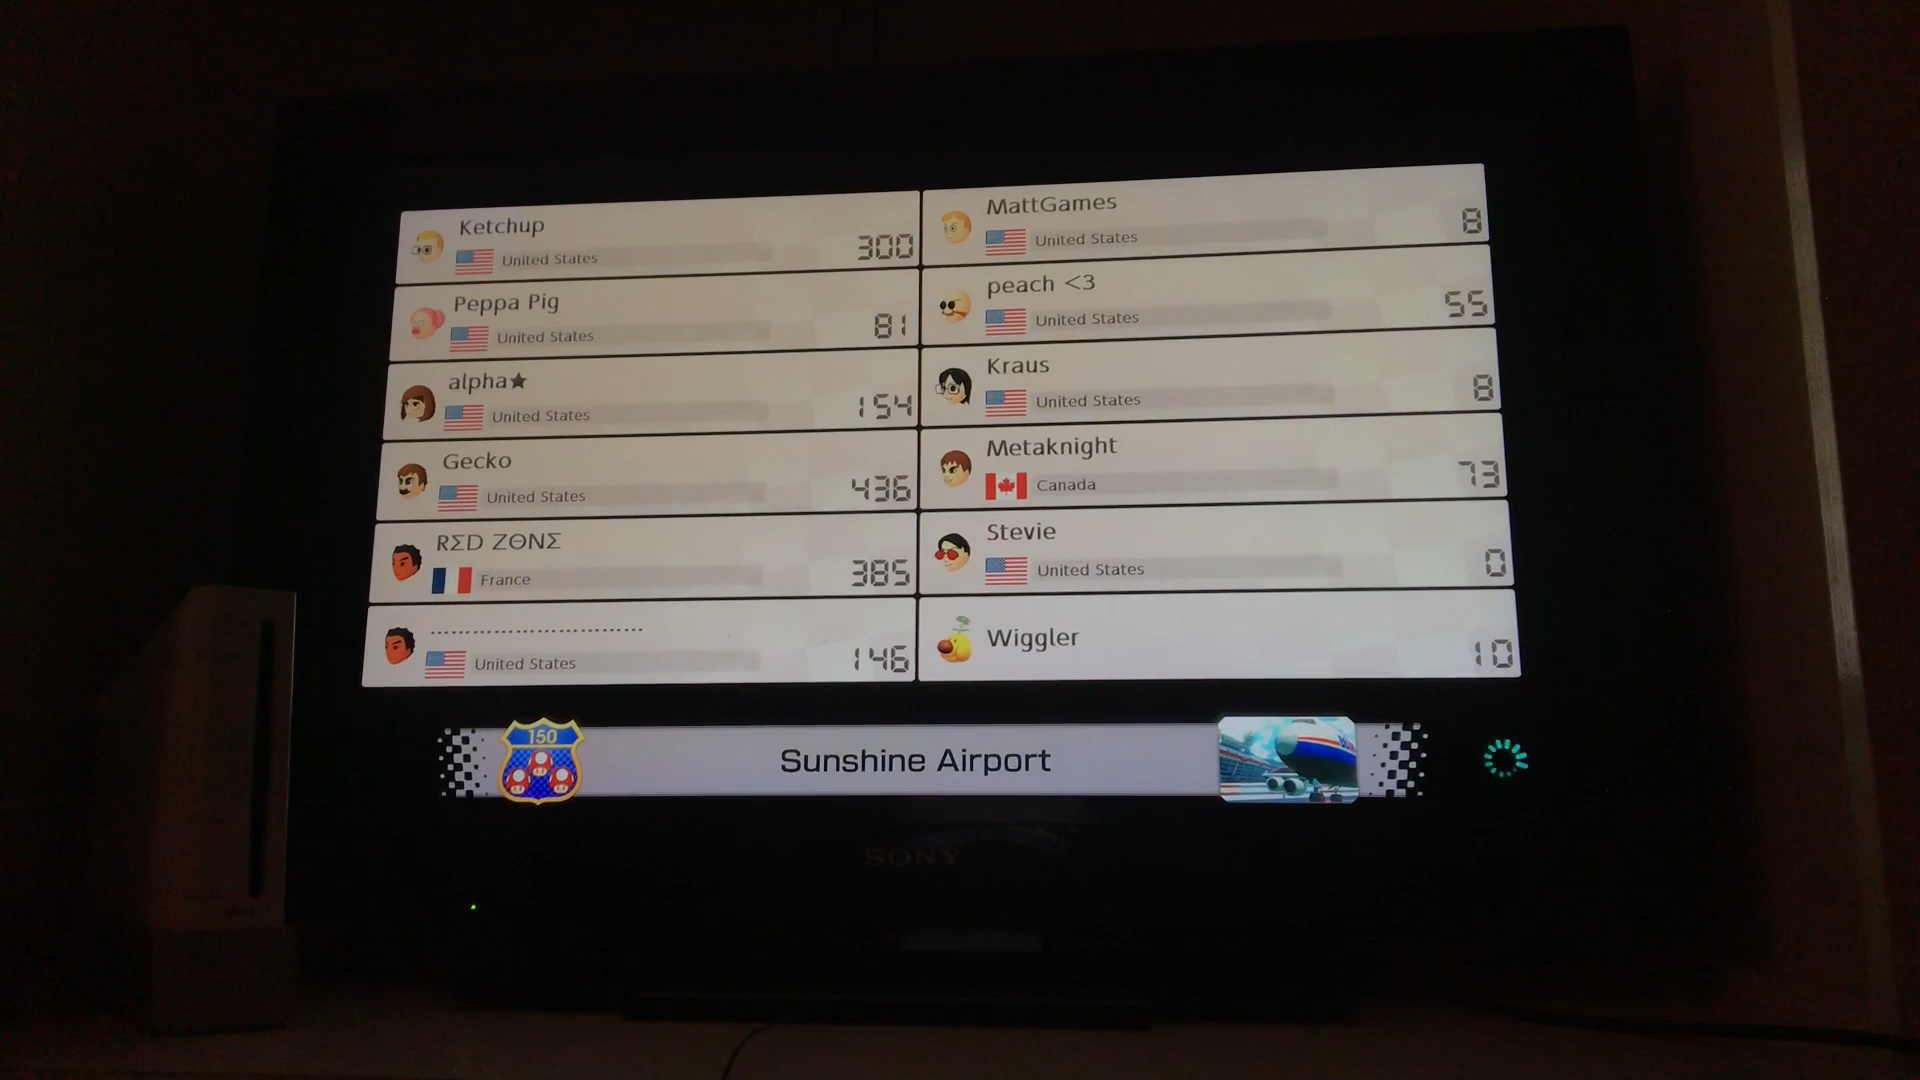 Ketchup
United States
300
Peppa Pig
United States
81
alpha★
United States
154
Gecko
United States
436
RΣD ZΘNΣ
France
385
..............................
United States
146
MattGames
United States
8
peach <3
United States
55
Kraus
United States
8
Metaknight
Canada
73
Stevie
United States
0
Wiggler
10
150
Sunshine Airport
SONY
Wii